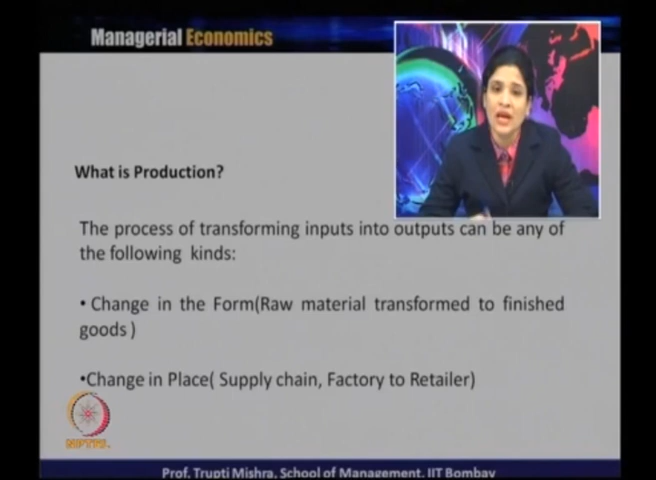 Managerial Economics
What is Production?
The process of transforming inputs into outputs can be any of
the following kinds:
• Change in the Form(Raw material transformed to finished
goods )
•Change in Place( Supply chain, Factory to Retailer)
NPTEL
Prof. Trupti Mishra, School of Management, IIT Bombay